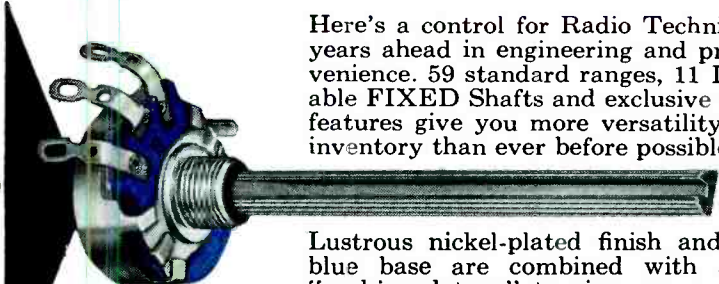 Here's a control for Radio Techn
years ahead in engineering and pr
venience. 59 standard ranges, 11 I
able FIXED Shafts and exclusive
features give you more versatility
inventory than ever before possibl
Lustrous nickel-plated finish and
blue base are combined with